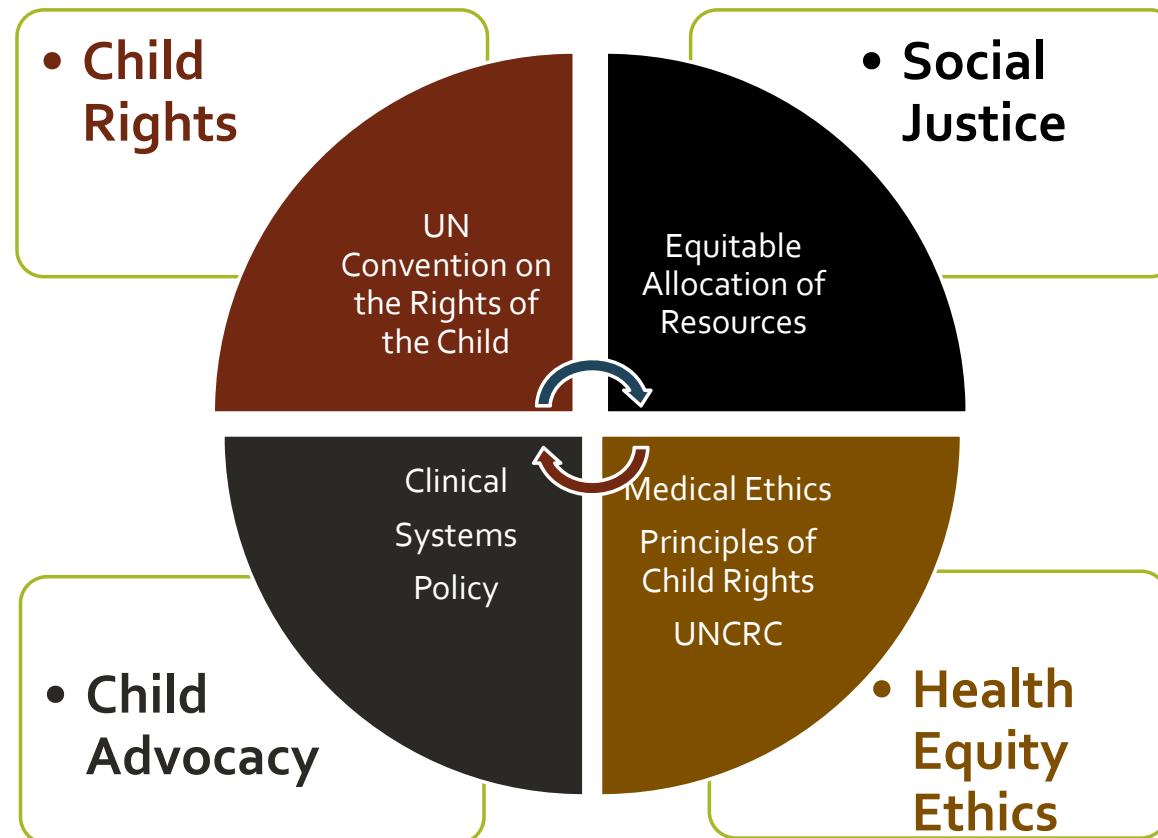 • Child
Rights
UN
Convention on
the Rights of
the Child
• Social
Justice
Equitable
Allocation of
Resources
• Child
Advocacy
Clinical
Systems
Policy
• Health
Equity
Ethics
Medical Ethics
Principles of
Child Rights
UNCRC